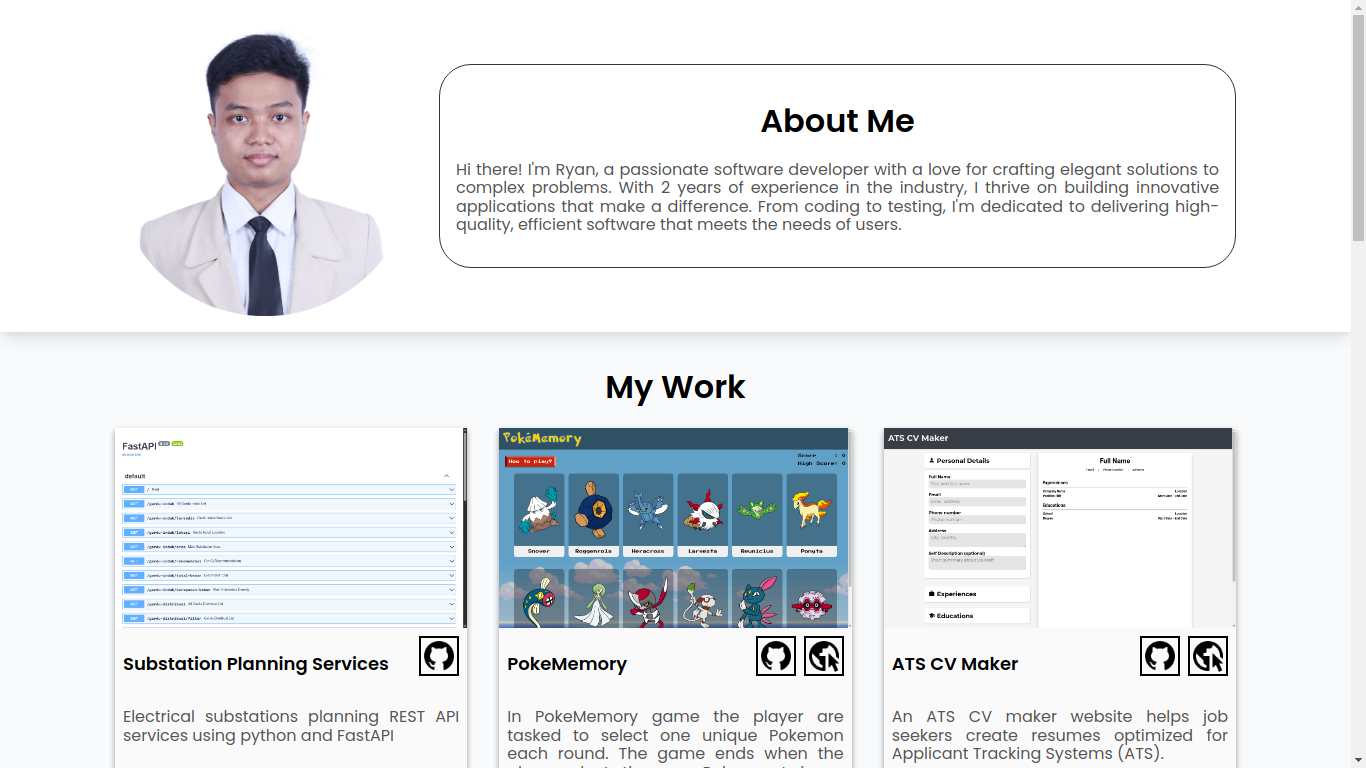 About Me
Hi there! I'm Ryan, a passionate software developer with a love for crafting elegant solutions to
complex problems. With 2 years of experience in the industry, I thrive on building innovative
applications that make a difference. From coding to testing, I'm dedicated to delivering high-
quality, efficient software that meets the needs of users.
My Work
FastAPI
default
PokéMemory
How to play?
Score : 0
High Score: 0
Snover Roggenrola Heracross Larvesta Reuniclus Ponyta
ATS CV Maker
Personal Details
Full Name
Email
Phone number
Address
Self Description (optional)
Experiences
Educations
Full Name
Experiences
Educations
Substation Planning Services
Electrical substations planning REST API
services using python and FastAPI
PokeMemory
In PokeMemory game the player are
tasked to select one unique Pokemon
each round. The game ends when the
ATS CV Maker
An ATS CV maker website helps job
seekers create resumes optimized for
Applicant Tracking Systems (ATS).